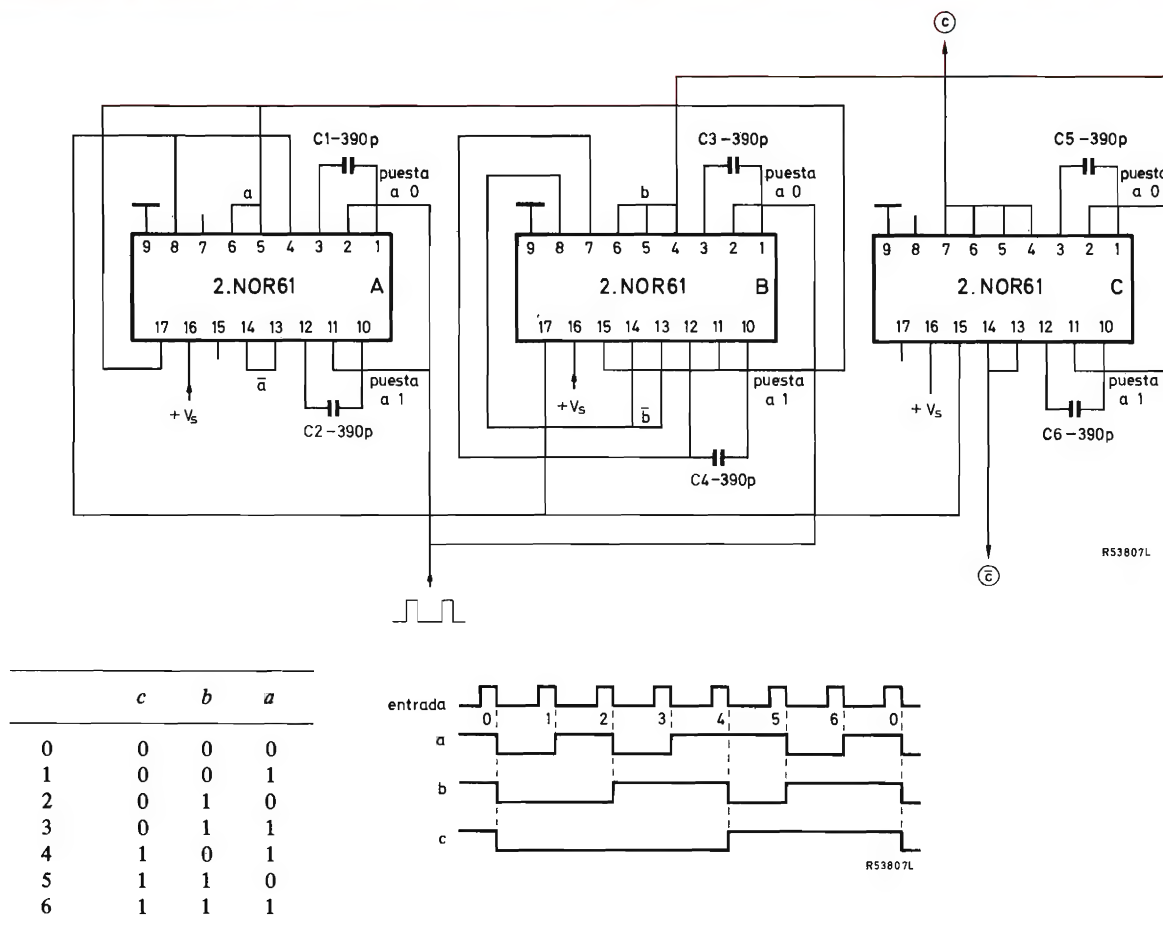 c
C1-390p
C3-390p
C5-390p
puesta a 0
puesta a 0
puesta a 0
a
b
9 8 7 6 5 4 3 2 1
9 8 7 6 5 4 3 2 1
9 8 7 6 5 4 3 2 1
2.NOR61 A
2.NOR61 B
2.NOR61 C
17 16 15 14 13 12 11 10
17 16 15 14 13 12 11 10
17 16 15 14 13 12 11 10
a̅
puesta a 1
+Vs
C2-390p
b̅
puesta a 1
+Vs
C4-390p
puesta a 1
+Vs
C6-390p
c̅
R53807L
c b a
0 0 0 0
1 0 0 1
2 0 1 0
3 0 1 1
4 1 0 1
5 1 1 0
6 1 1 1
entrada
0 1 2 3 4 5 6 0
a
b
c
R53807L